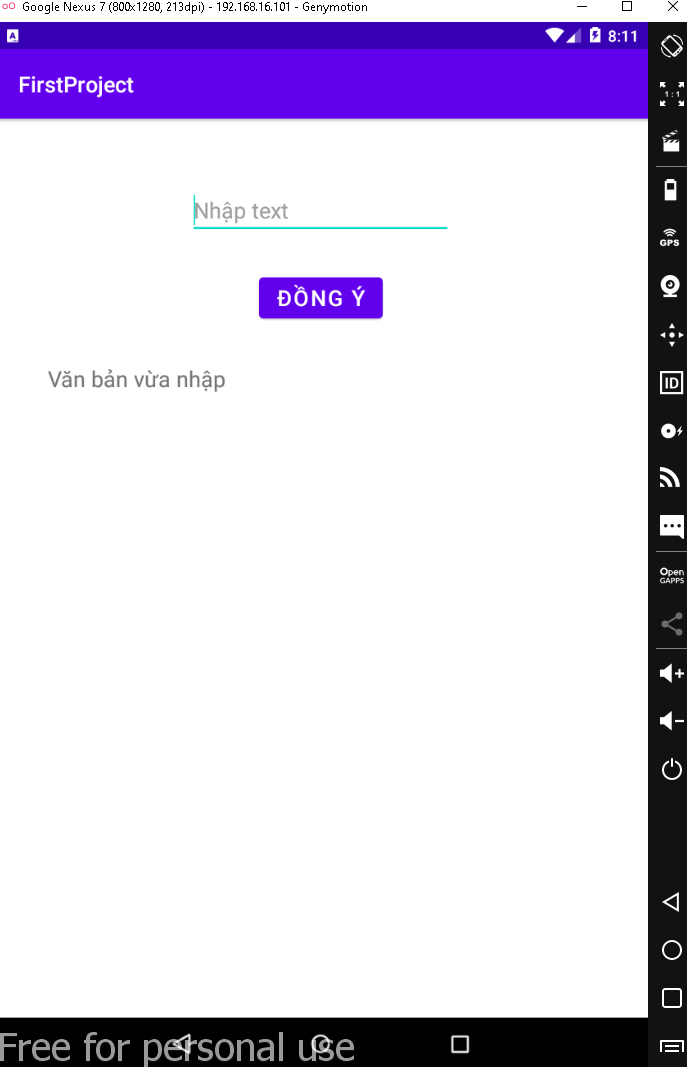 Google Nexus 7 (800x1280, 213dpi) - 192.168.16.101 - Genymotion
A
8:11
FirstProject
1:1
Nhập text
GPS
ĐỒNG Ý
Văn bản vừa nhập
ID
Open
GAPPS
Free for personal use